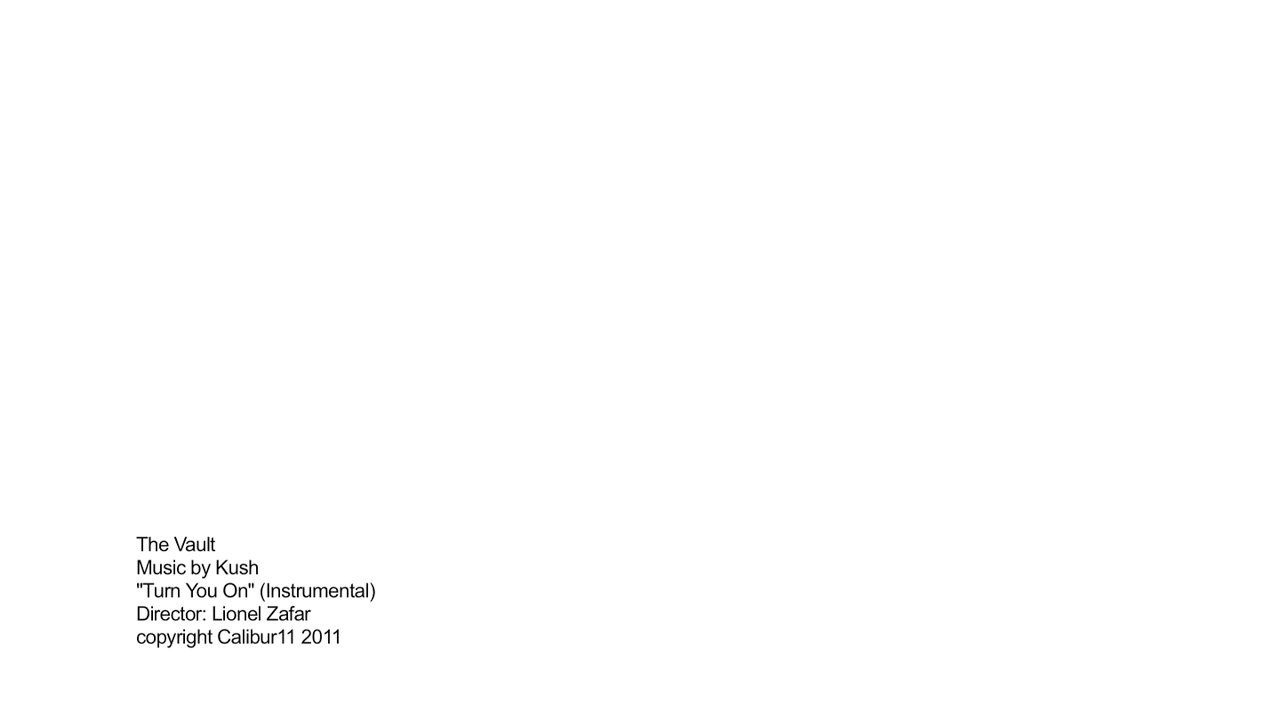 The Vault
Music by Kush
"Turn You On" (Instrumental)
Director: Lionel Zafar
copyright Calibur11 2011